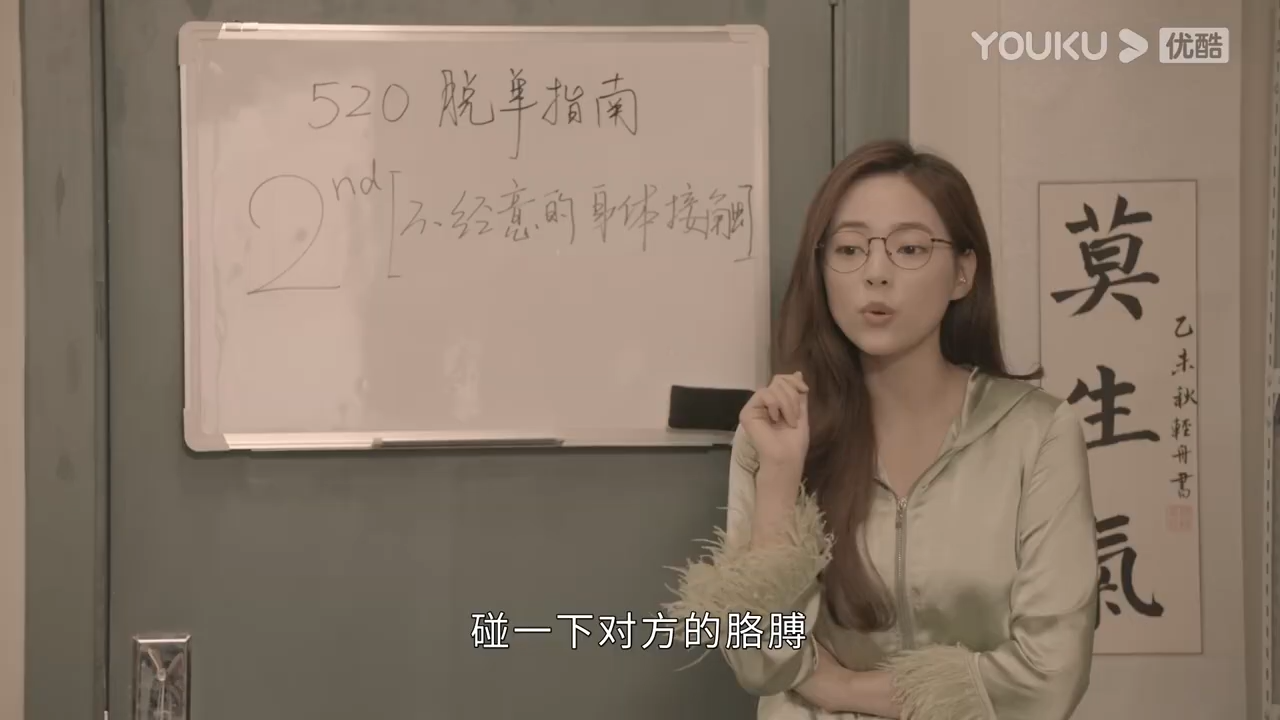 YOUKU 优酷
520 脱单指南
2nd [不经意的身体接触]
莫生氣
乙未秋輕舟書
碰一下对方的胳膊